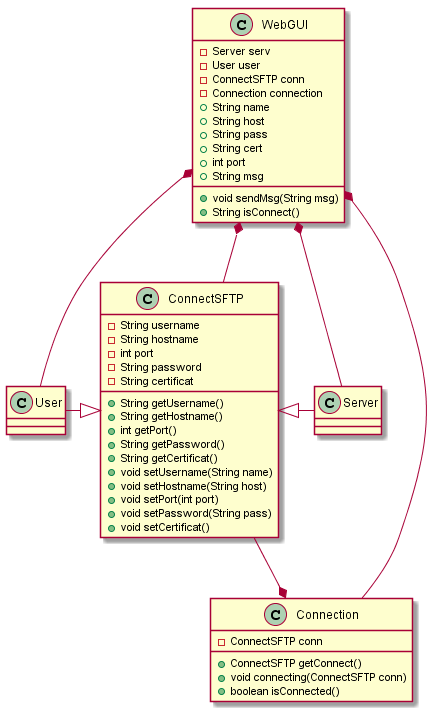 C WebGUI
Server serv
User user
ConnectSFTP conn
Connection connection
String name
String host
String pass
String cert
int port
String msg
void sendMsg(String msg)
String isConnect()
C ConnectSFTP
String username
String hostname
int port
String password
String certificat
String getUsername()
String getHostname()
int getPort()
String getPassword()
String getCertificat()
void setUsername(String name)
void setHostname(String host)
void setPort(int port)
void setPassword(String pass)
void setCertificat()
C User
C Server
C Connection
ConnectSFTP conn
ConnectSFTP getConnect()
void connecting(ConnectSFTP conn)
boolean isConnected()